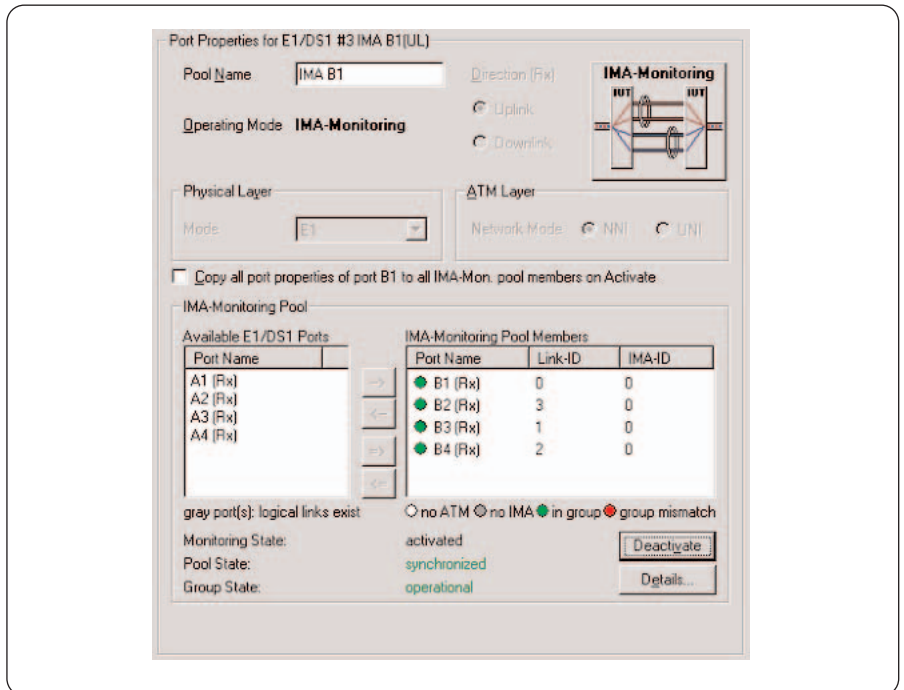 Port Properties for E1/DS1 #3 IMA B1(UL)
Pool Name IMA B1
Direction (Rx)
Uplink
Downlink
Operating Mode IMA-Monitoring
IMA-Monitoring
IUT IUT
Physical Layer
Mode E1
ATM Layer
Network Mode NNI UNI
Copy all port properties of port B1 to all IMA-Mon. pool members on Activate
IMA-Monitoring Pool
Available E1/DS1 Ports
Port Name
A1 (Rx)
A2 (Rx)
A3 (Rx)
A4 (Rx)
-> 
<-
=>
<=
IMA-Monitoring Pool Members
Port Name Link-ID IMA-ID
B1 (Rx) 0 0
B2 (Rx) 3 0
B3 (Rx) 1 0
B4 (Rx) 2 0
gray port(s): logical links exist
no ATM no IMA in group group mismatch
Monitoring State: activated
Pool State: synchronized
Group State: operational
Deactivate
Details...